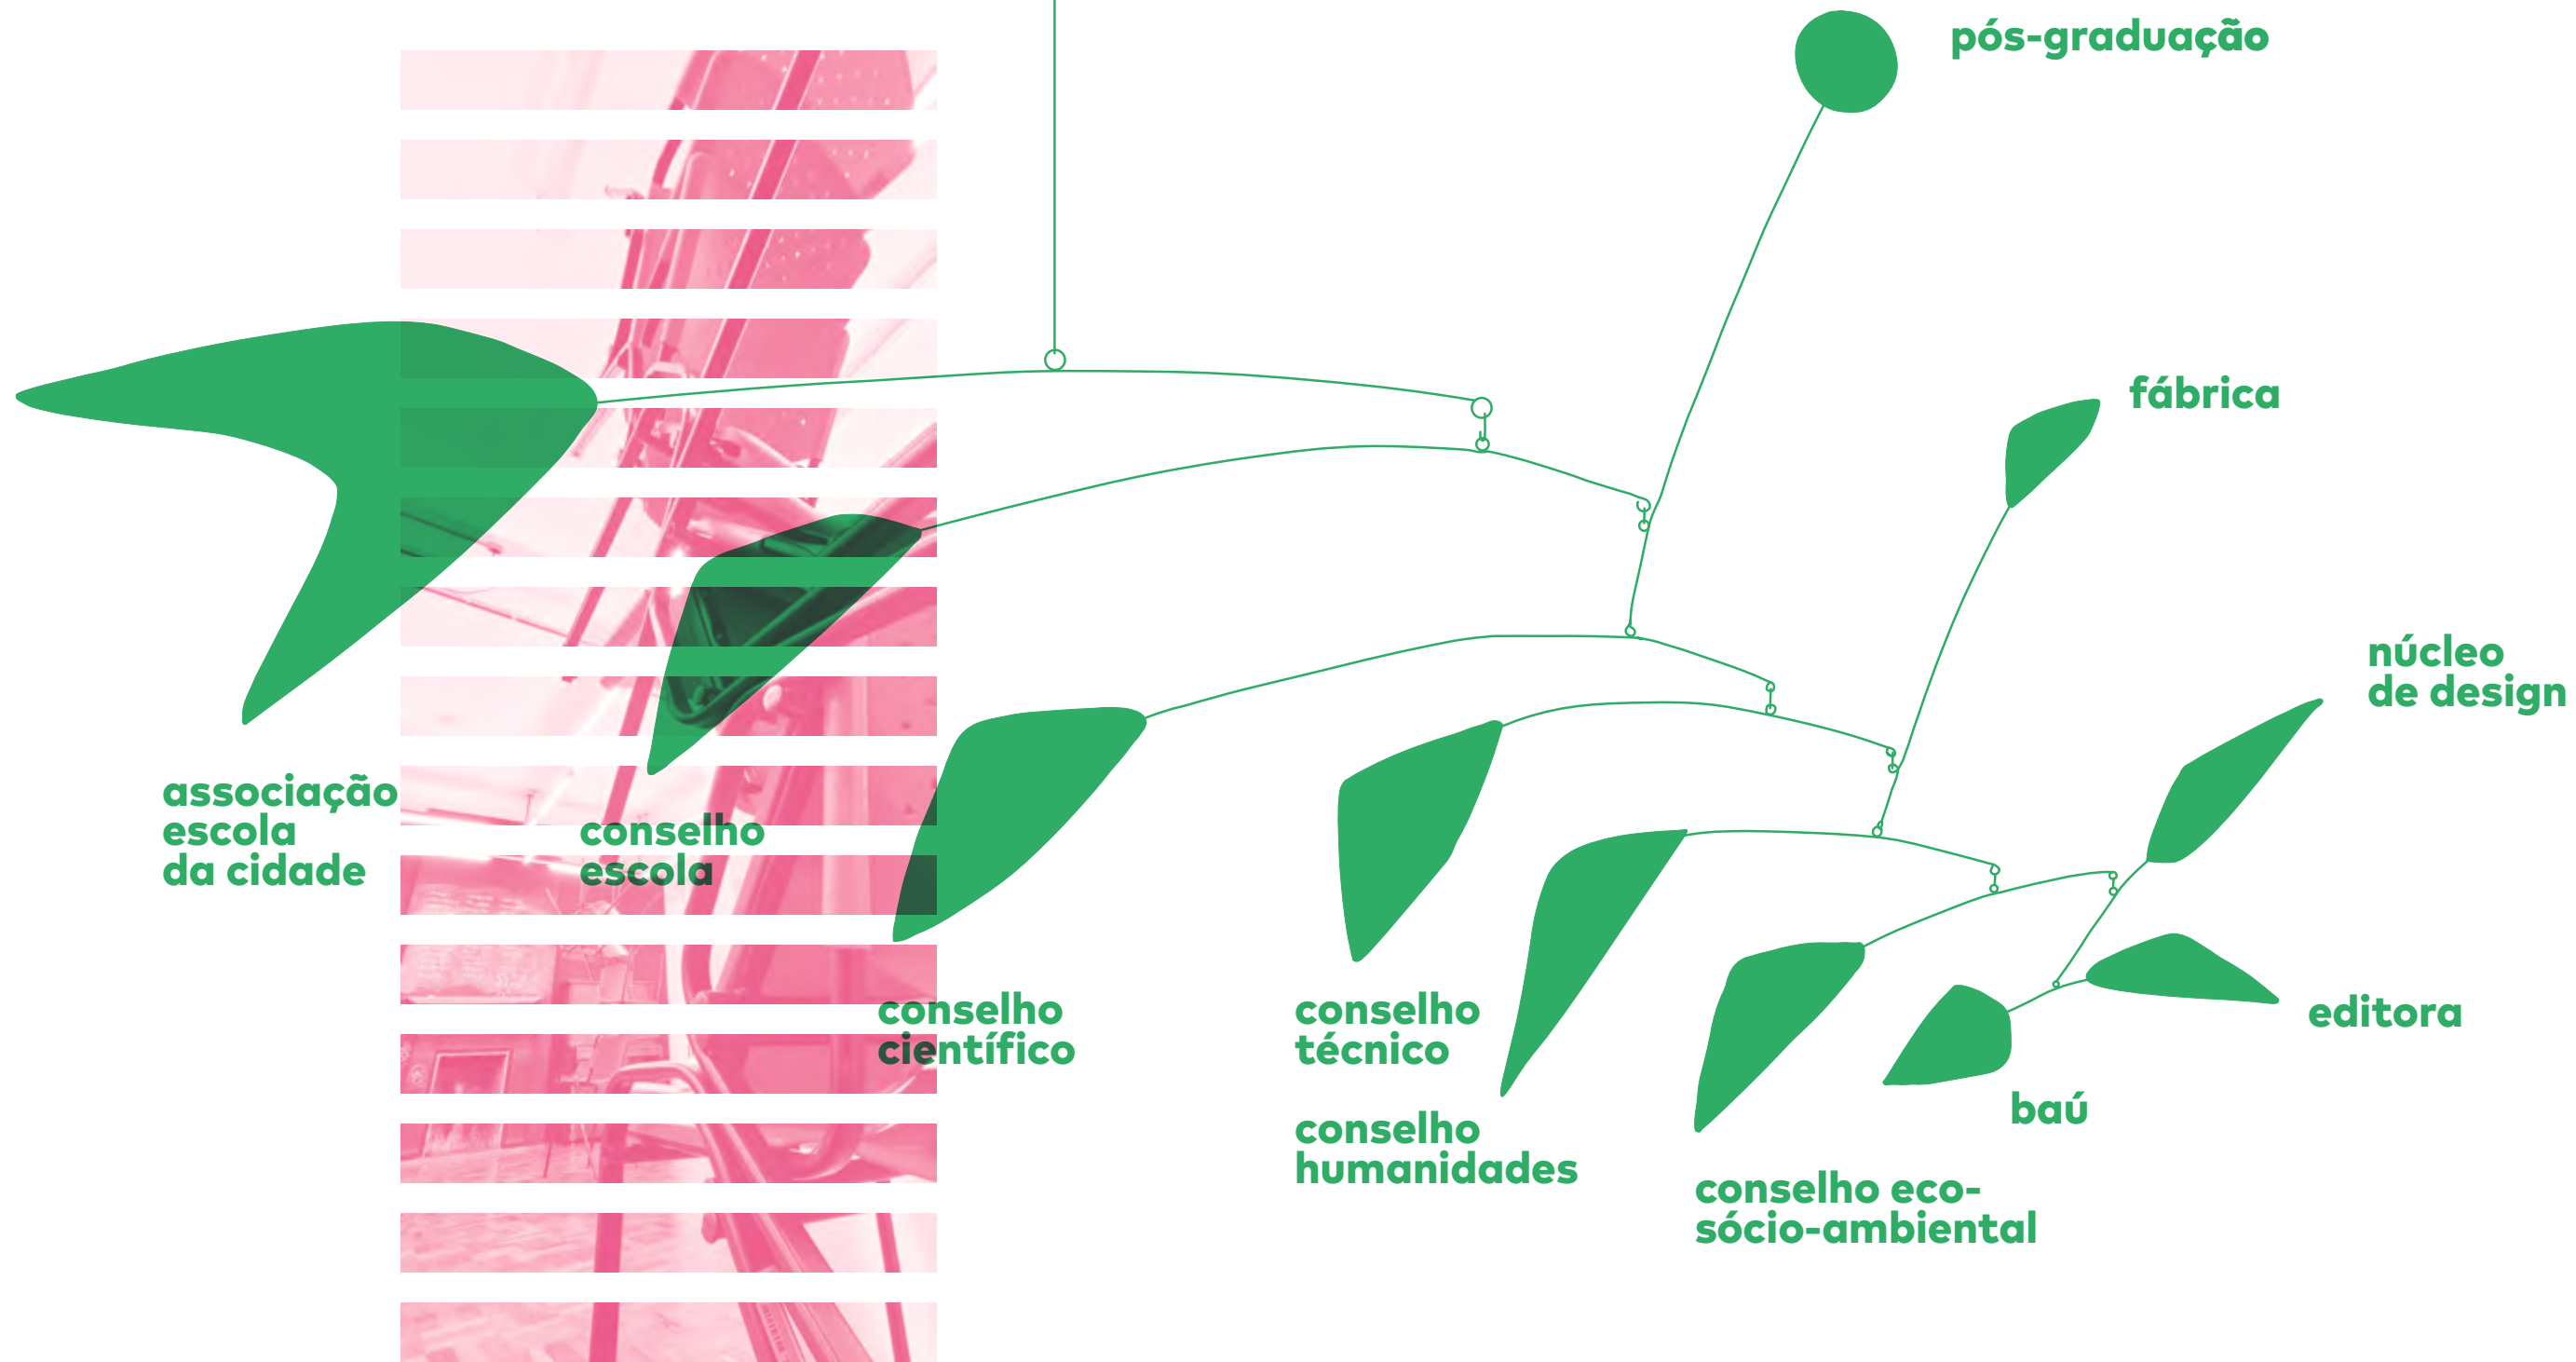 pós-graduação
fábrica
núcleo
de design
associação
escola
da cidade
conselho
escola
conselho
científico
conselho
técnico
conselho
humanidades
editora
baú
conselho eco-
sócio-ambiental